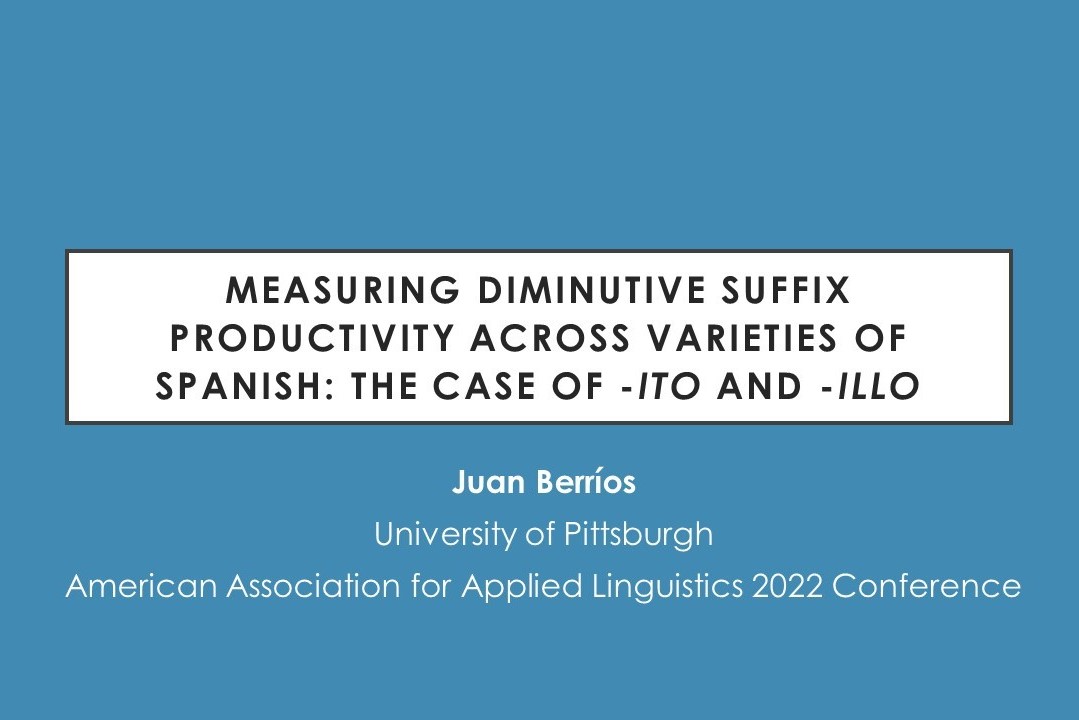 MEASURING DIMINUTIVE SUFFIX
PRODUCTIVITY ACROSS VARIETIES OF
SPANISH: THE CASE OF -ITO AND -ILLO
Juan Berríos
University of Pittsburgh
American Association for Applied Linguistics 2022 Conference